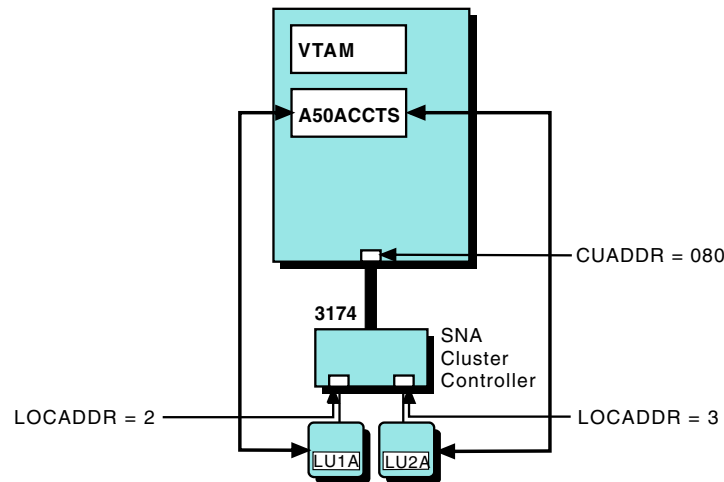 VTAM
A50ACCTS
CUADDR = 080
3174
SNA
Cluster
Controller
LOCADDR = 2
LOCADDR = 3
LU1A
LU2A